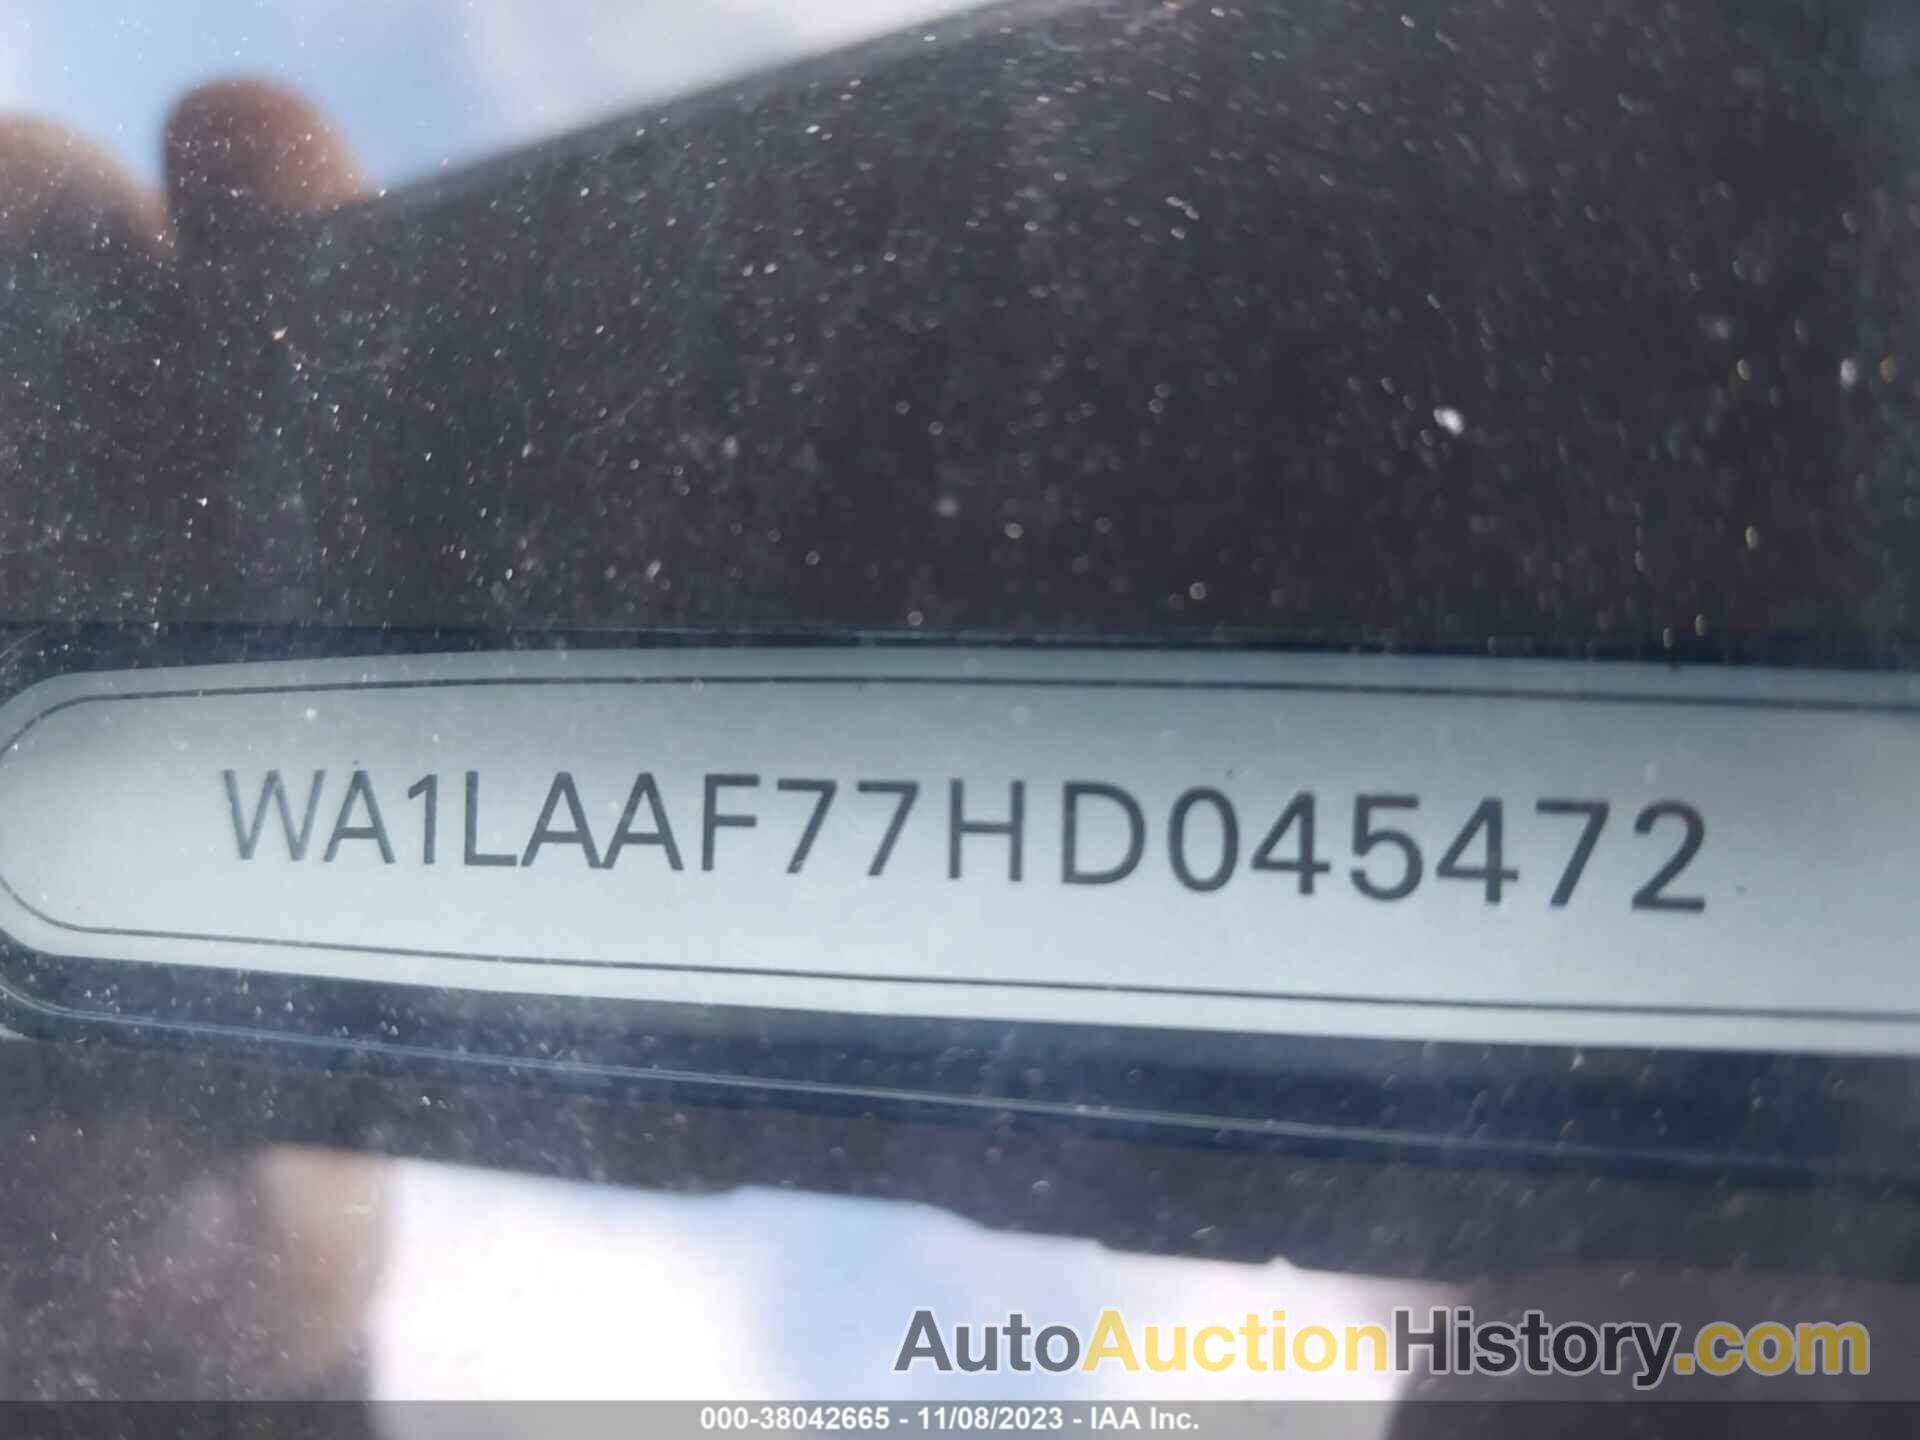 WA1LAAF77HD045472
AutoAuctionHistory.com
000-38042665 - 11/08/2023 - IAA Inc.